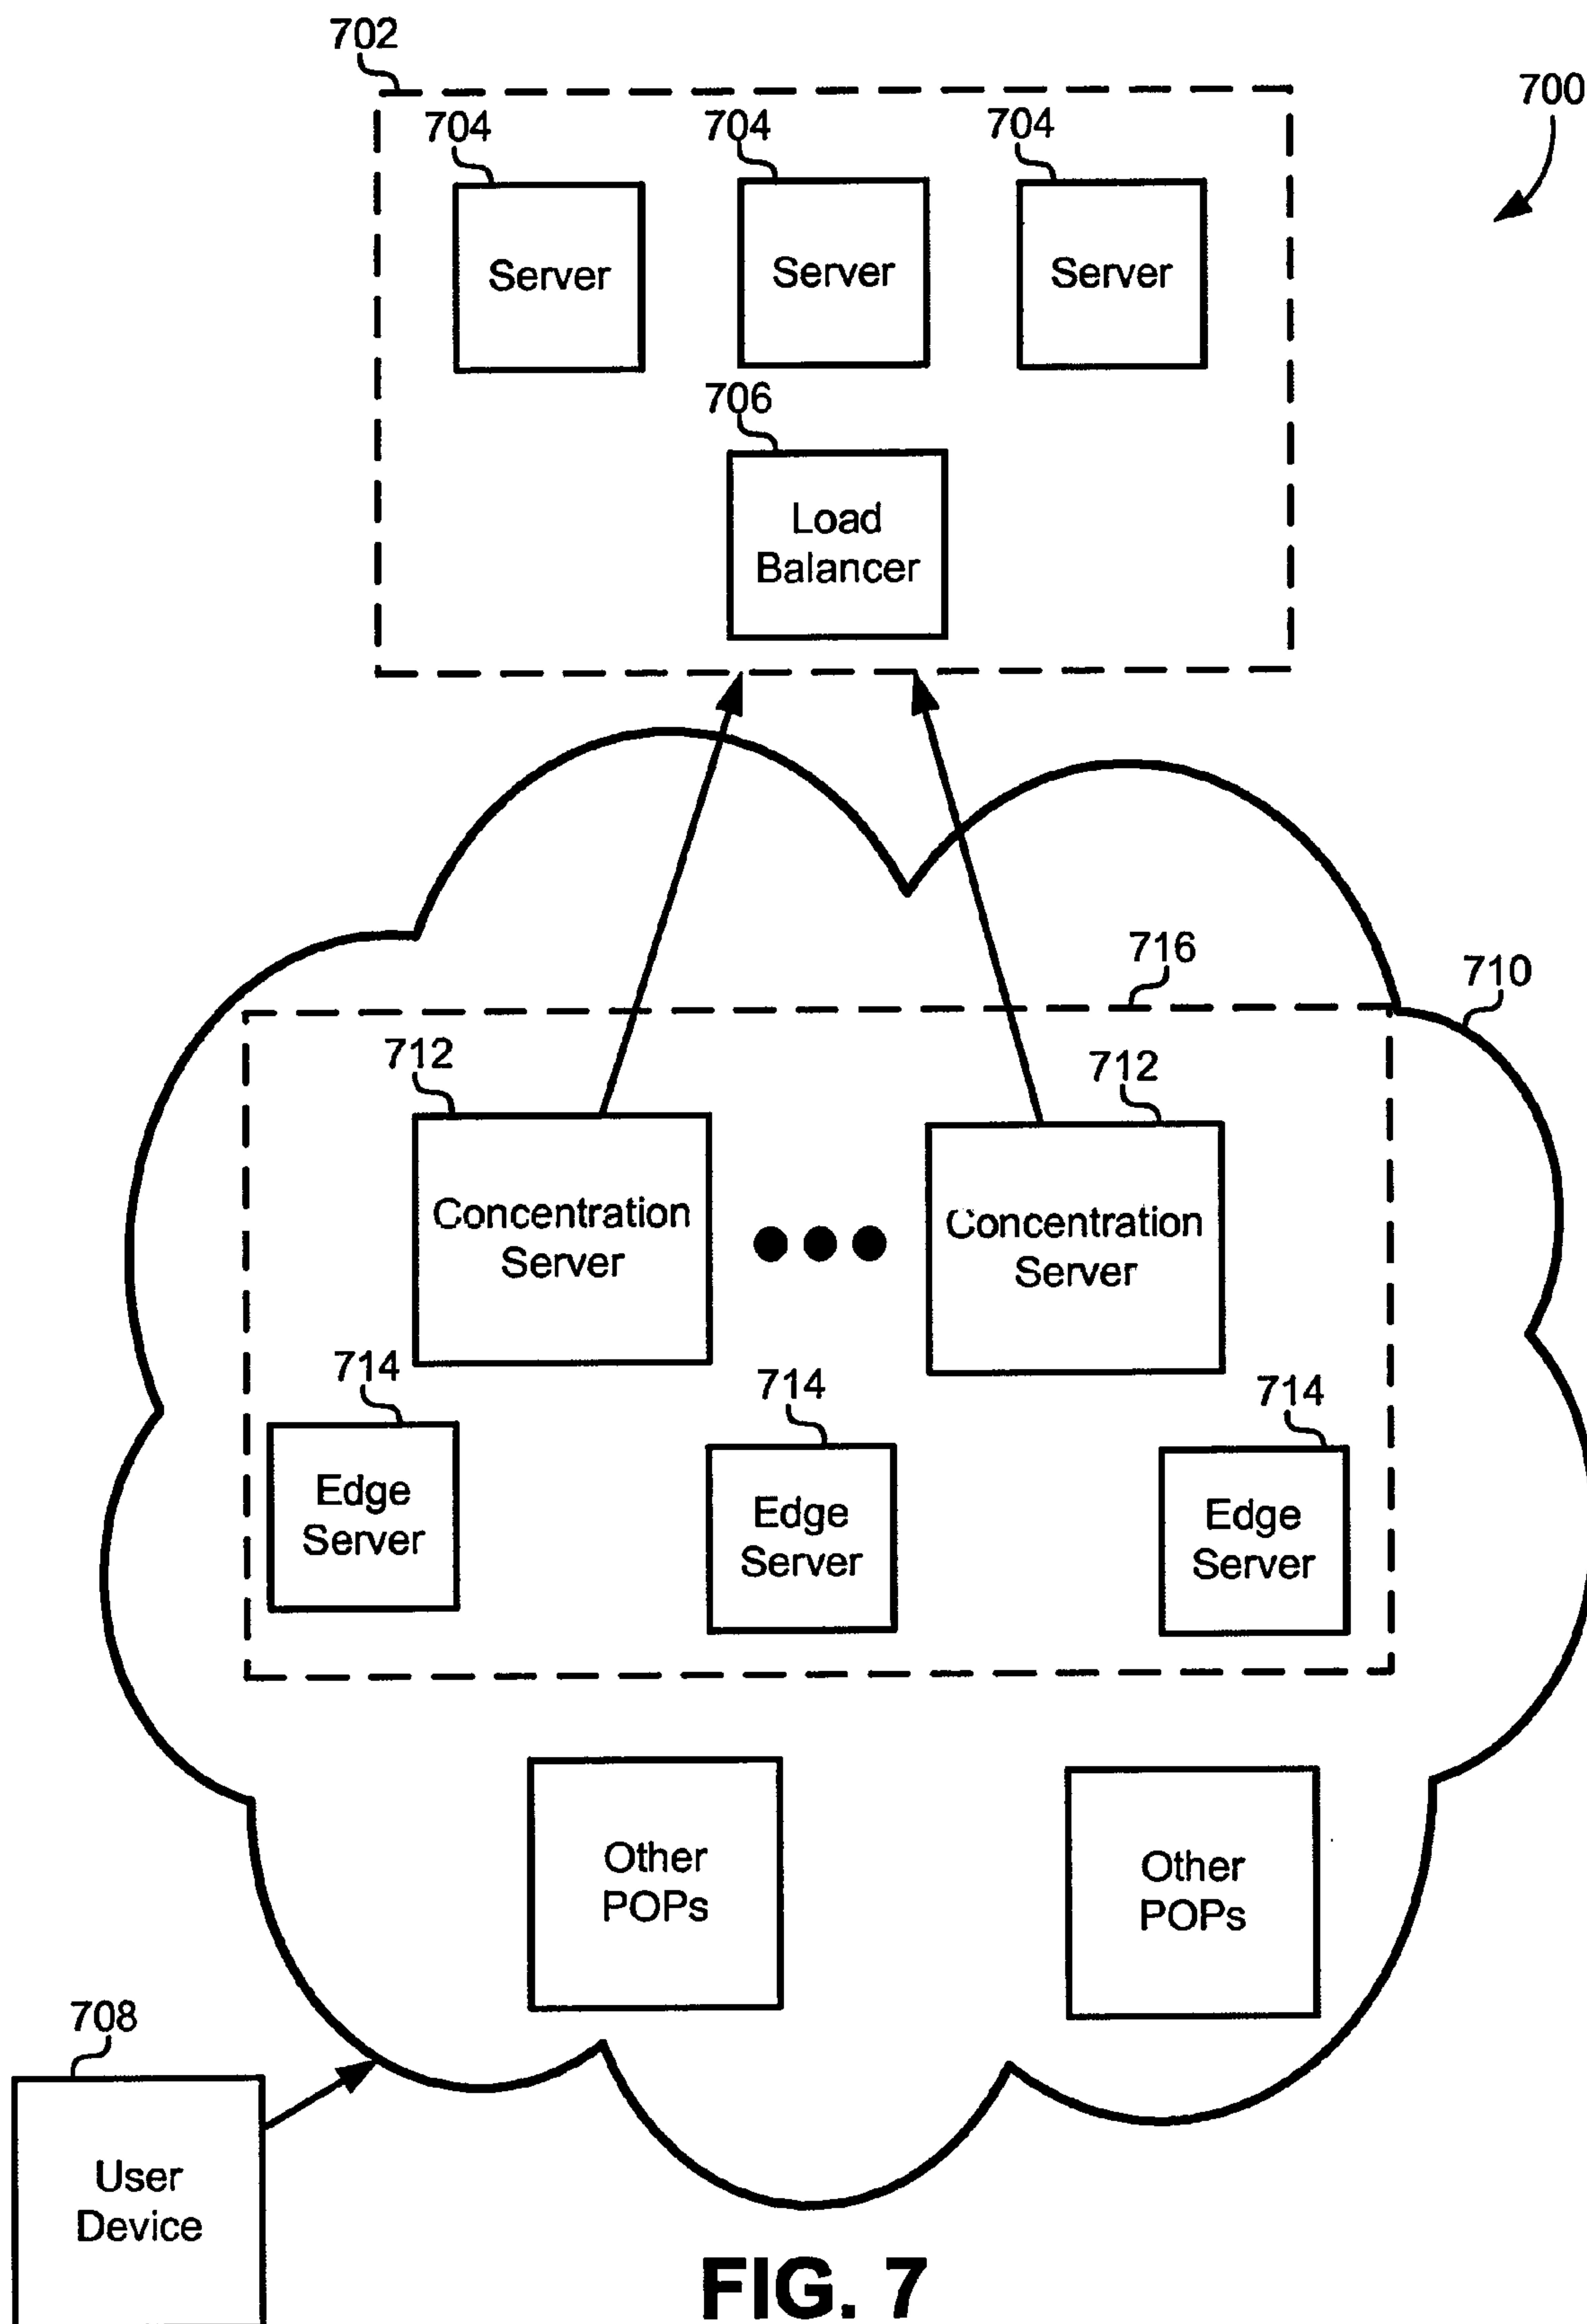 702
700
704
704
704
Server
Server
Server
706
Load
Balancer
716
710
712
712
Concentration
Server
Concentration
Server
714
714
714
Edge
Server
Edge
Server
Edge
Server
Other
POPs
Other
POPs
708
User
Device
FIG. 7